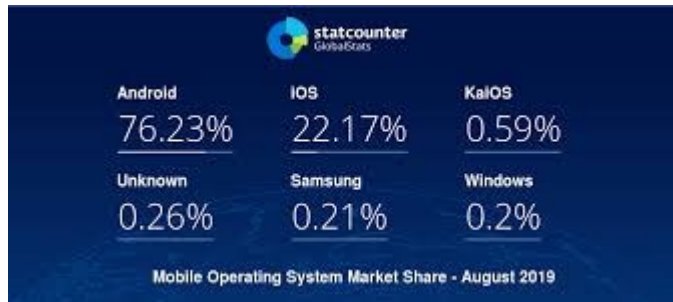 statcounter
GlobalStats
Android iOS KaiOS
76.23% 22.17% 0.59%
Unknown Samsung Windows
0.26% 0.21% 0.2%
Mobile Operating System Market Share - August 2019